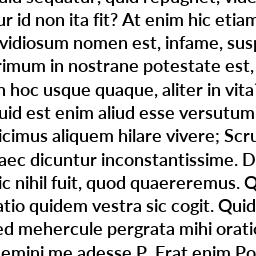 quid sequatur, quid repugnet, vide
ur id non ita fit? At enim hic etiam
vidiosum nomen est, infame, susp
rimum in nostrane potestate est,
n hoc usque quaque, aliter in vita
uid est enim aliud esse versutum
icimus aliquem hilare vivere; Scru
aec dicuntur inconstantissime. D
ic nihil fuit, quod quaereremus. Q
atio quidem vestra sic cogit. Quid
ed mehercule pergrata mihi oratio
emini me adesse P. Erat enim Po